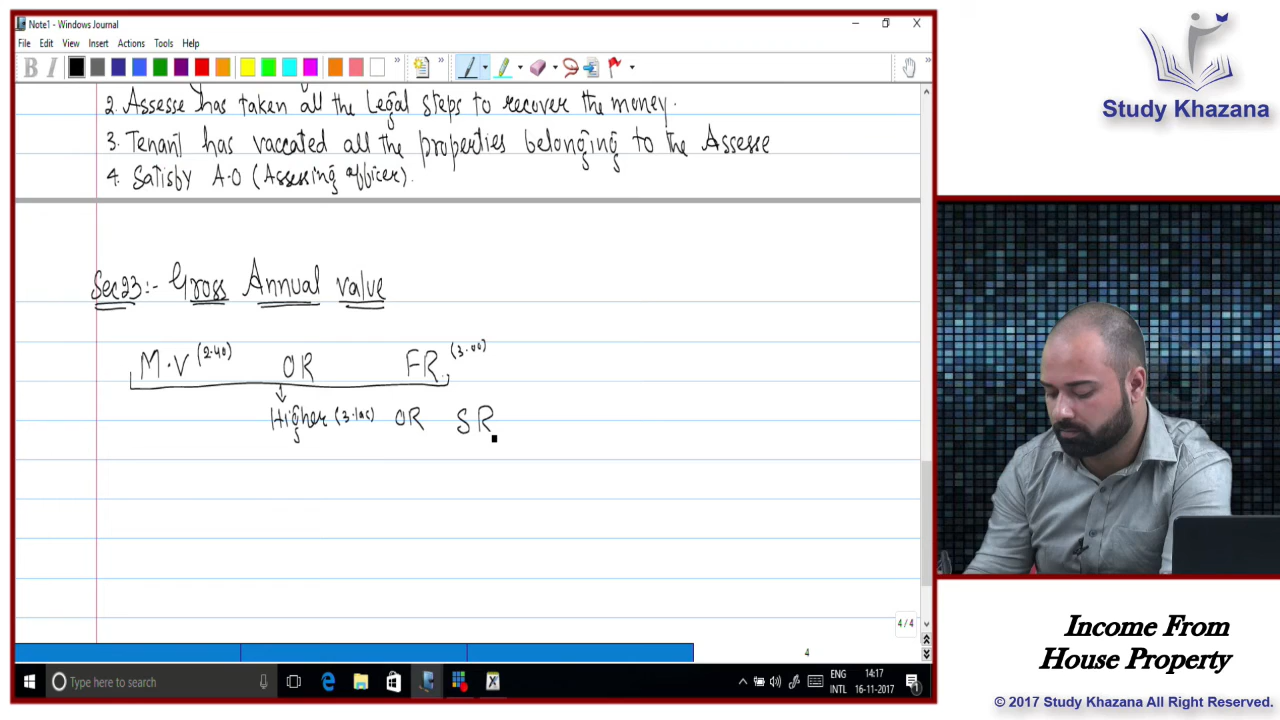 Note1 - Windows Journal
File Edit View Insert Actions Tools Help
B I
2. Assesse has taken all the Legal steps to recover the money.
3. Tenant has vaccated all the properties belonging to the Assesse
4. Satisby A.O (Assessing officer).
Sec23:- Gross Annual value
M.V (2.40) OR FR (3.00)
Higher (3.lac) OR SR
4 / 4
4
Type here to search
ENG
INTL
14:17
16-11-2017
1
Study Khazana
Income From
House Property
© 2017 Study Khazana All Right Reserved.